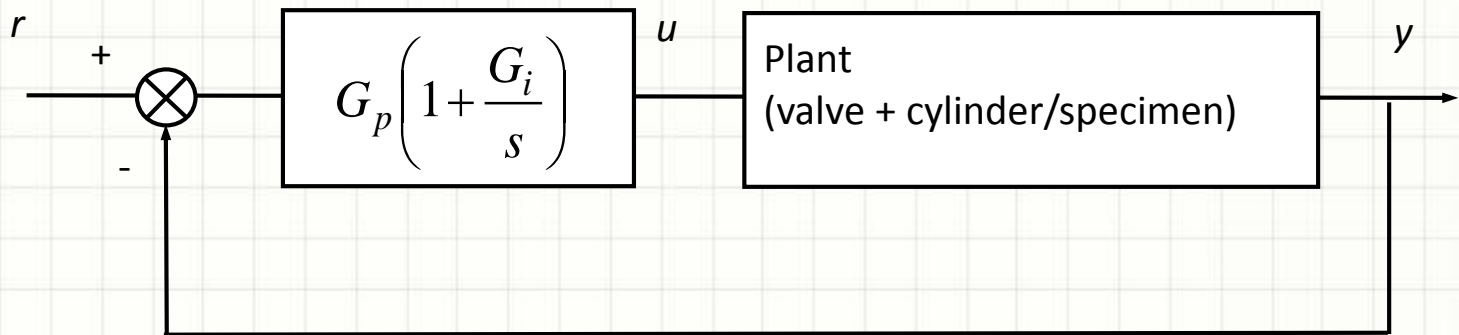 r
+
-
G_p(1 + G_i/s)
u
Plant
(valve + cylinder/specimen)
y